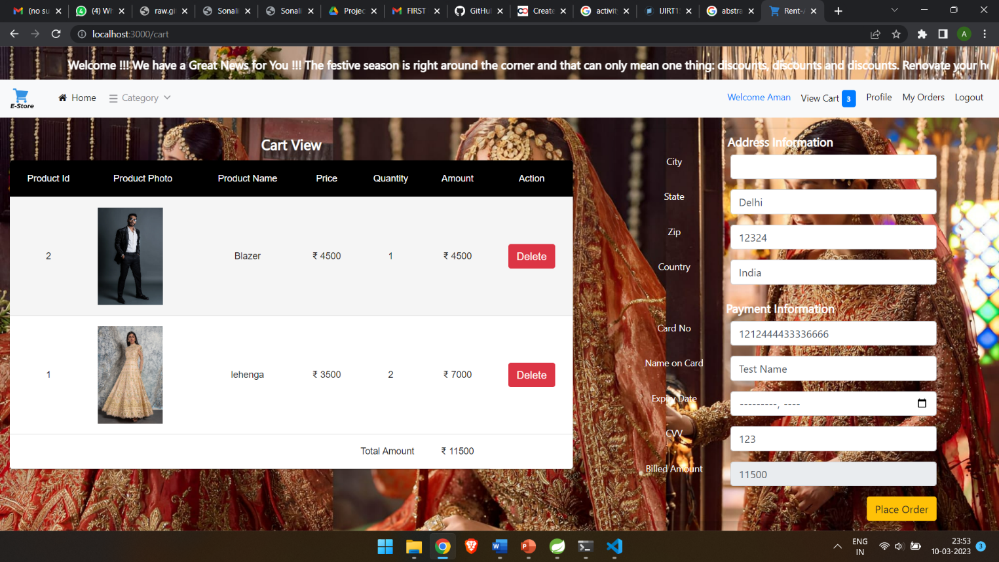 (no su
(4) Wh
raw.gi
Sonali
Sonali
Projec
FIRST
GitHul
Create
activity
IJIRT1
abstra
Rent-
localhost:3000/cart
A
Welcome !!! We have a Great News for You !!! The festive season is right around the corner and that can only mean one thing: discounts, discounts and discounts. Renovate your h
E-Store
Home
Category
Welcome Aman
View Cart 3
Profile
My Orders
Logout
Cart View
Product Id Product Photo Product Name Price Quantity Amount Action
2 Blazer ₹ 4500 1 ₹ 4500 Delete
1 lehenga ₹ 3500 2 ₹ 7000 Delete
Total Amount ₹ 11500
Address Information
City
State Delhi
Zip 12324
Country India
Payment Information
Card No 1212444433336666
Name on Card Test Name
Expiry Date ---------, ----
CVV 123
Billed Amount 11500
Place Order
ENG
IN
23:53
10-03-2023
3